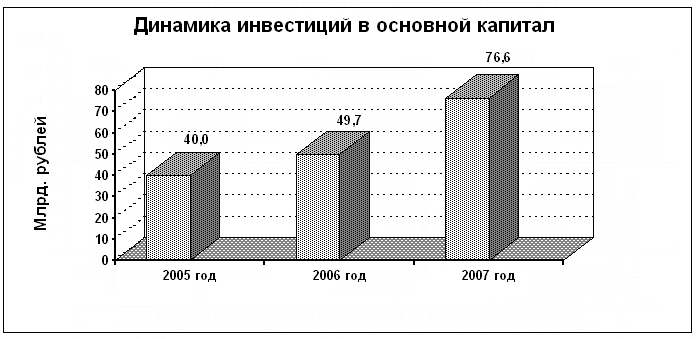 Динамика инвестиций в основной капитал
76,6
49,7
40,0
Млрд. рублей
80
70
60
50
40
30
20
10
0
2005 год
2006 год
2007 год